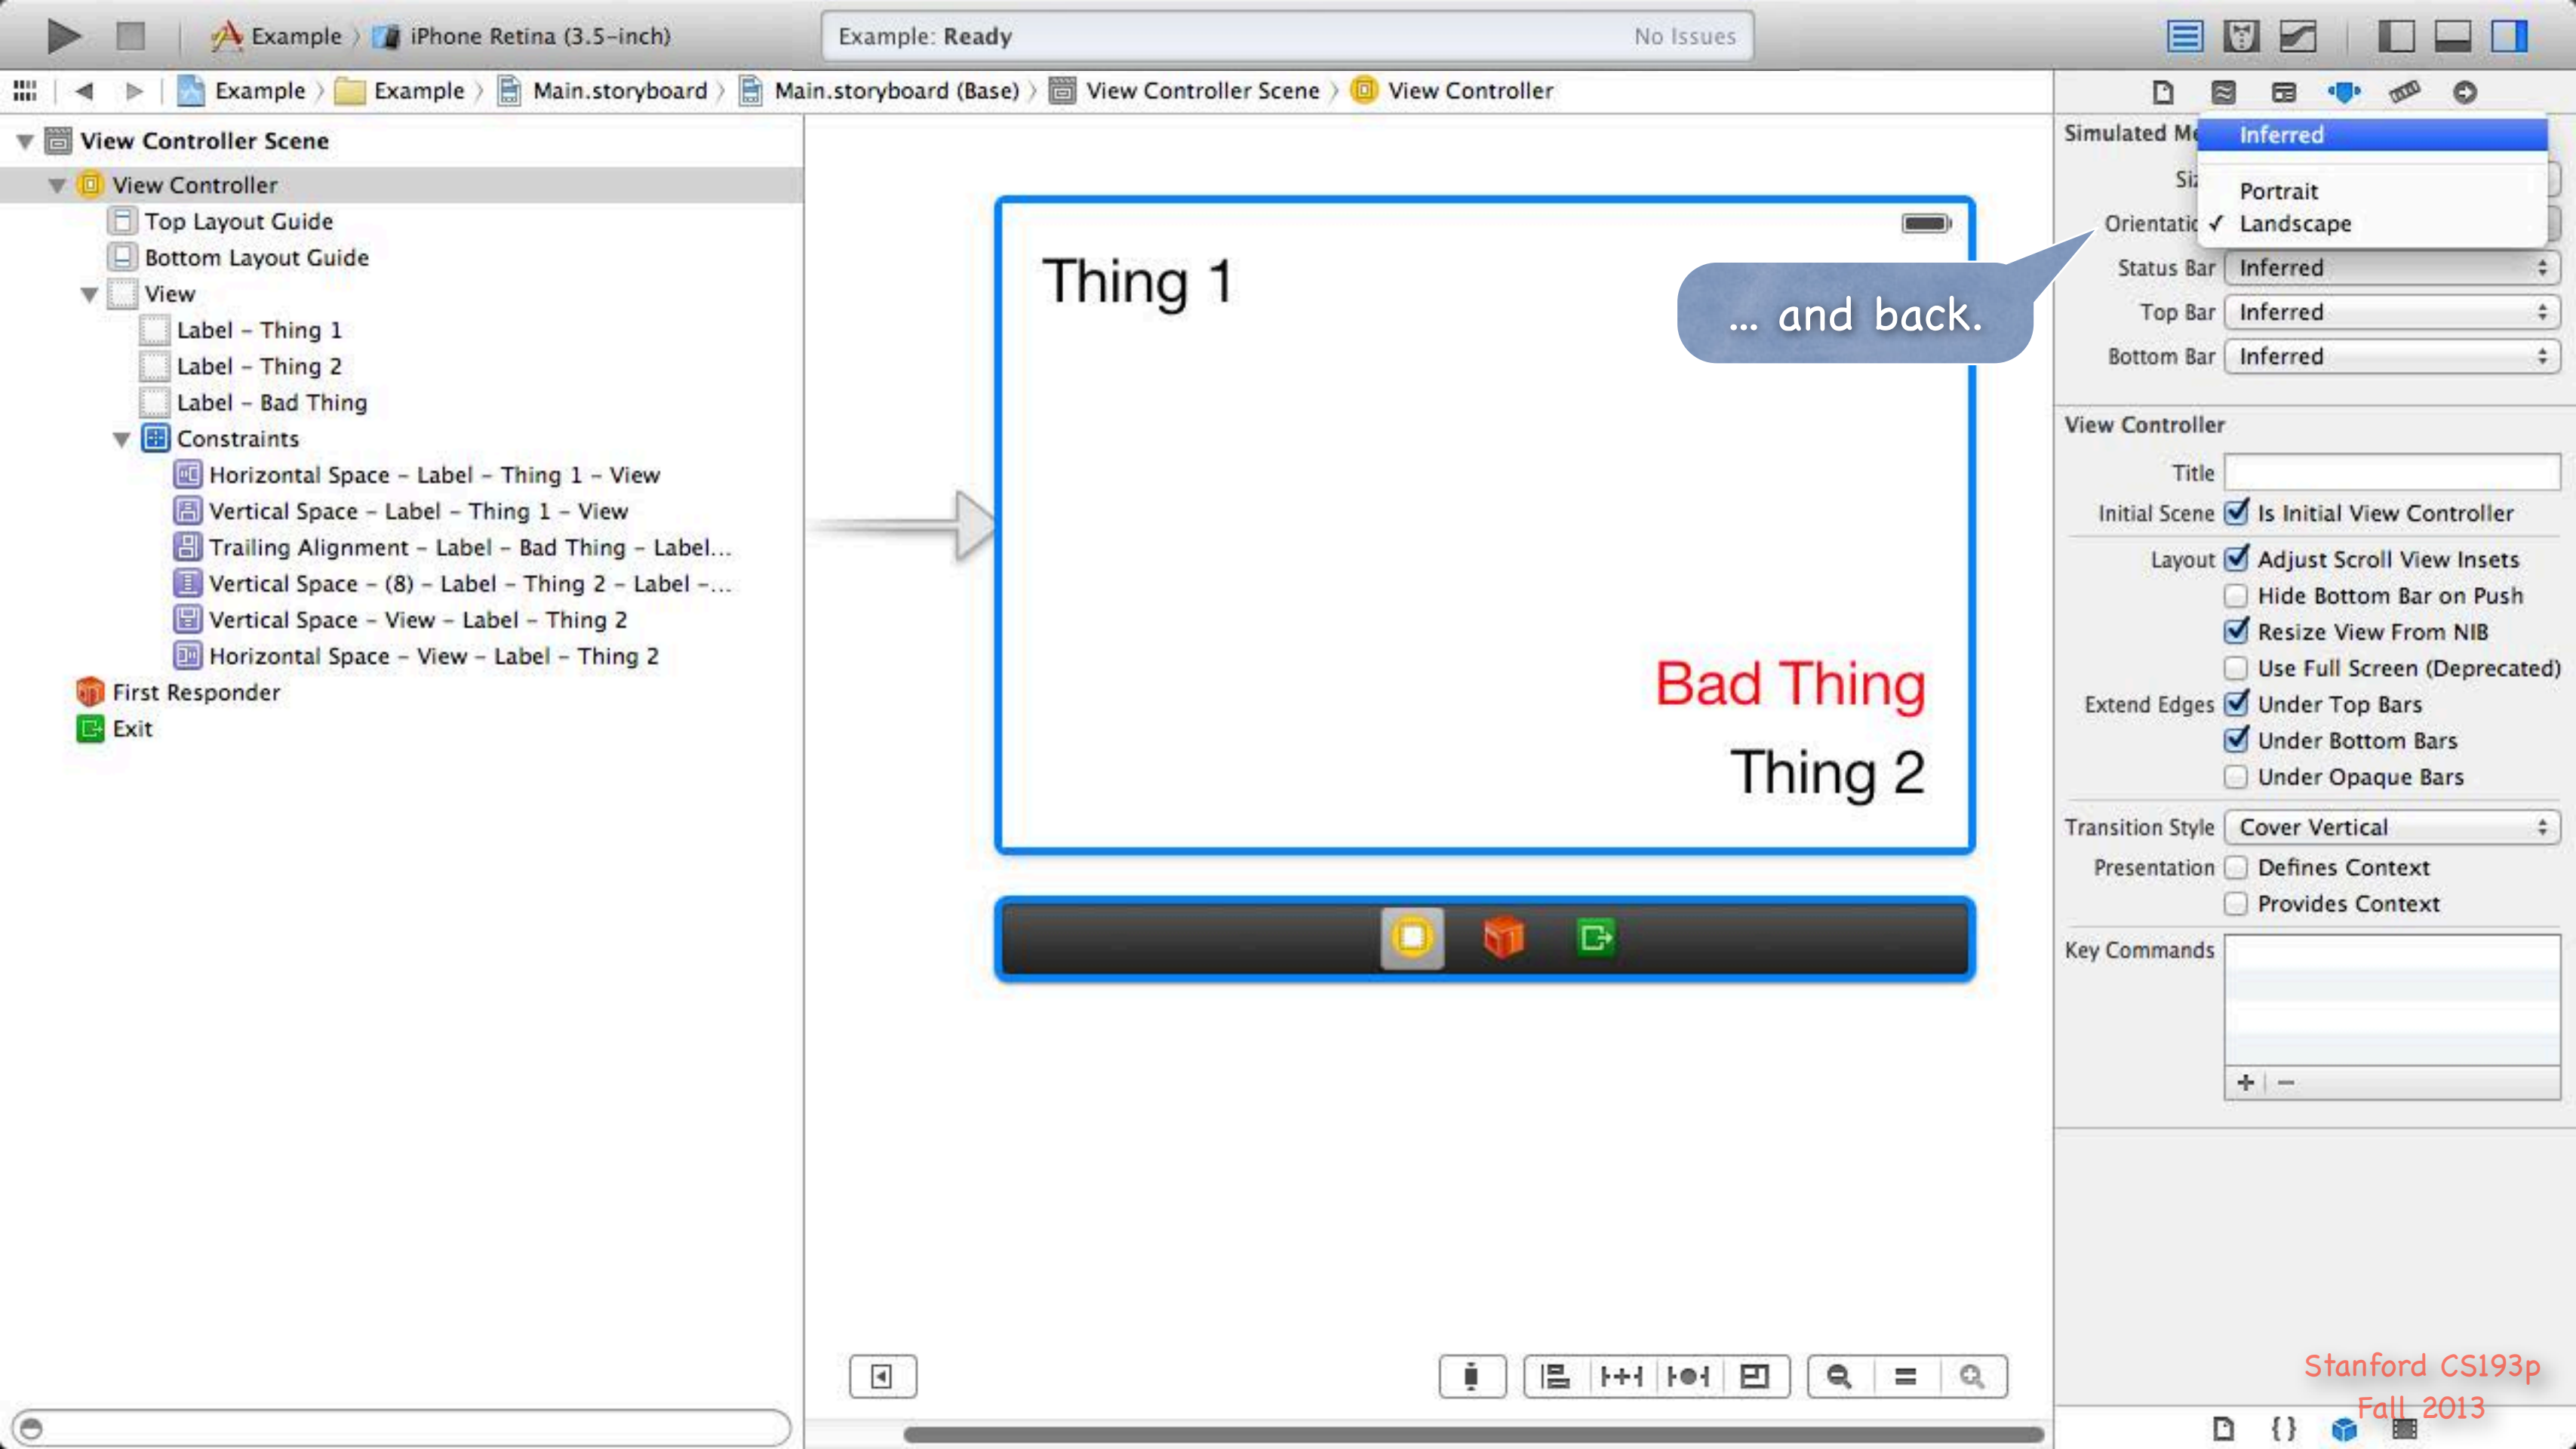 Example 〉 iPhone Retina (3.5-inch)
Example: Ready
No Issues
Example 〉 Example 〉 Main.storyboard 〉 Main.storyboard (Base) 〉 View Controller Scene 〉 View Controller
View Controller Scene
View Controller
Top Layout Guide
Bottom Layout Guide
View
Label - Thing 1
Label - Thing 2
Label - Bad Thing
Constraints
Horizontal Space - Label - Thing 1 - View
Vertical Space - Label - Thing 1 - View
Trailing Alignment - Label - Bad Thing - Label...
Vertical Space - (8) - Label - Thing 2 - Label -...
Vertical Space - View - Label - Thing 2
Horizontal Space - View - Label - Thing 2
First Responder
Exit
Thing 1
... and back.
Bad Thing
Thing 2
Simulated
Inferred
Portrait
✓ Landscape
Status Bar Inferred
Top Bar Inferred
Bottom Bar Inferred
View Controller
Title
Initial Scene Is Initial View Controller
Layout Adjust Scroll View Insets
Hide Bottom Bar on Push
Resize View From NIB
Use Full Screen (Deprecated)
Extend Edges Under Top Bars
Under Bottom Bars
Under Opaque Bars
Transition Style Cover Vertical
Presentation Defines Context
Provides Context
Key Commands
Stanford CS193p
Fall 2013